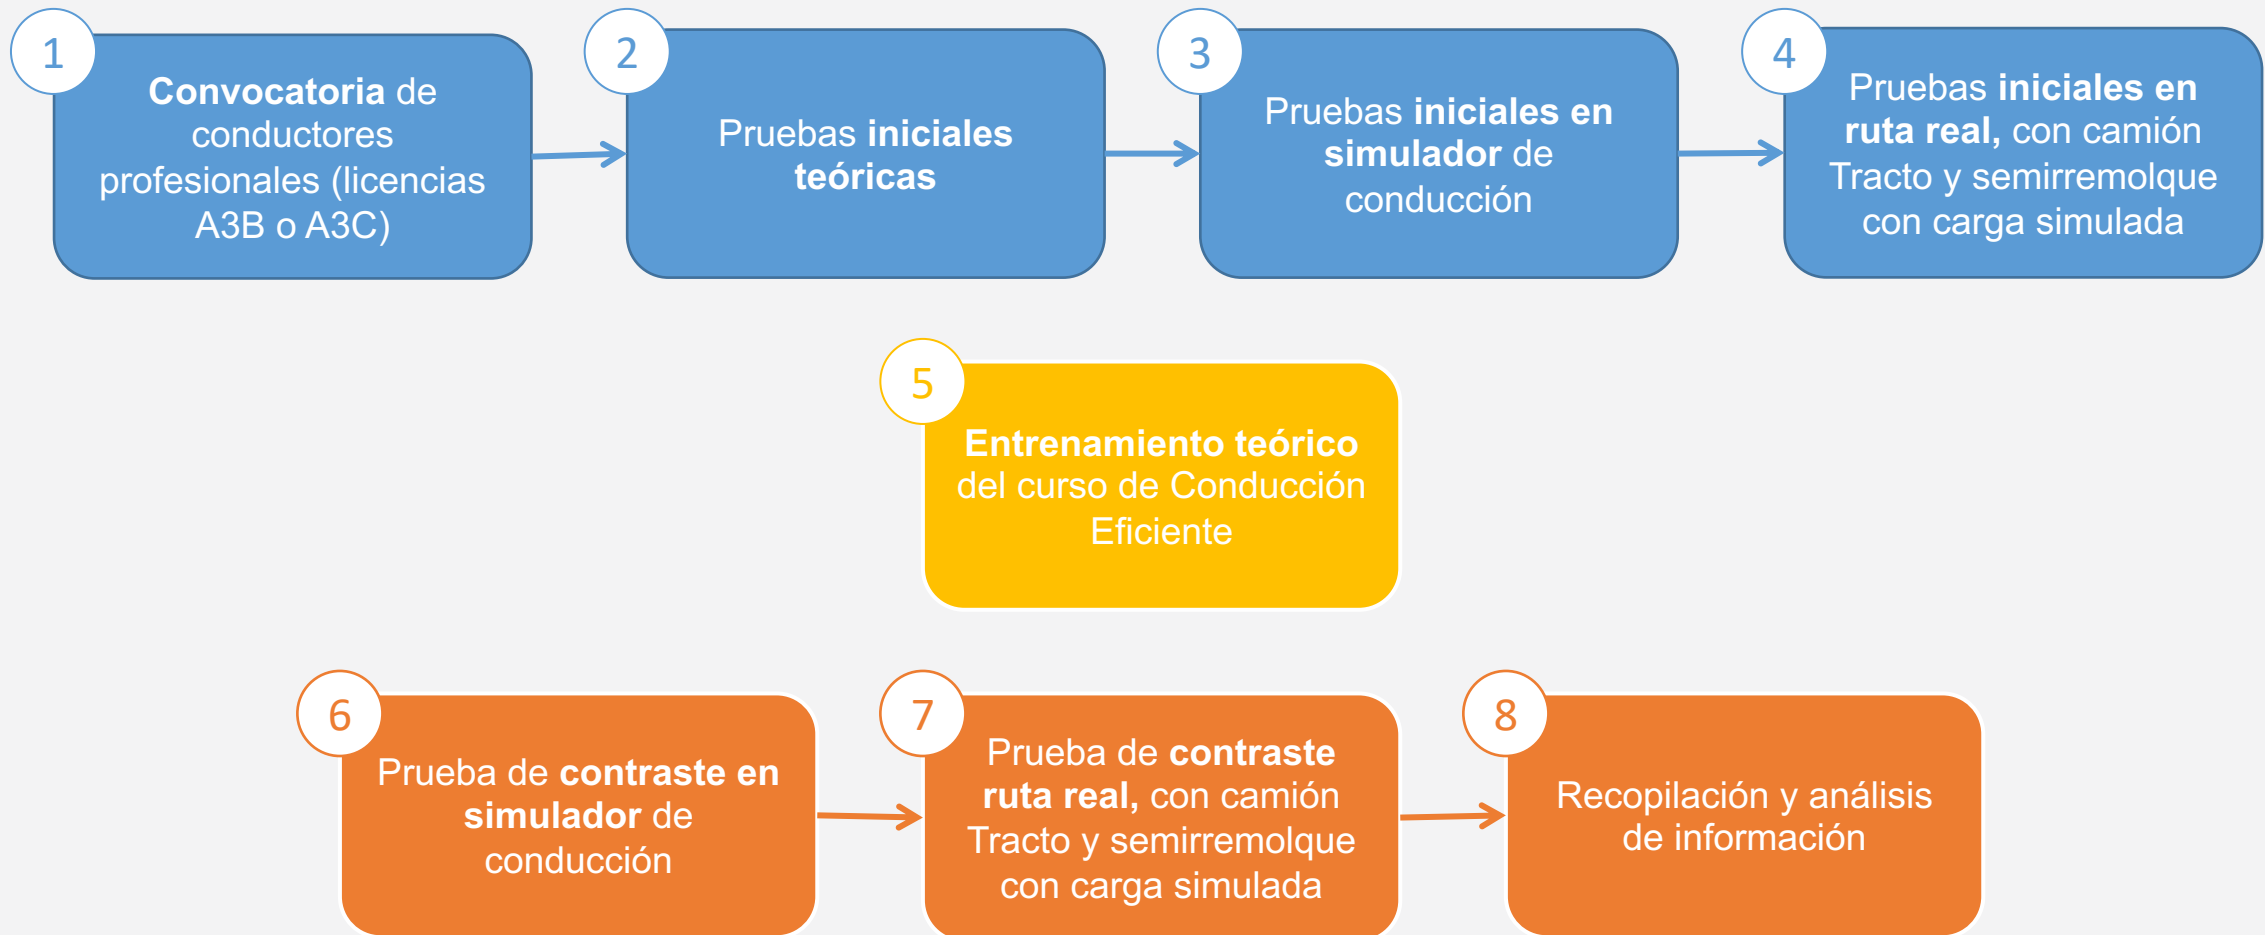 1
Convocatoria de
conductores
profesionales (licencias
A3B o A3C)
2
Pruebas iniciales
teóricas
3
Pruebas iniciales en
simulador de
conducción
4
Pruebas iniciales en
ruta real, con camión
Tracto y semirremolque
con carga simulada
5
Entrenamiento teórico
del curso de Conducción
Eficiente
6
Prueba de contraste en
simulador de
conducción
7
Prueba de contraste
ruta real, con camión
Tracto y semirremolque
con carga simulada
8
Recopilación y análisis
de información